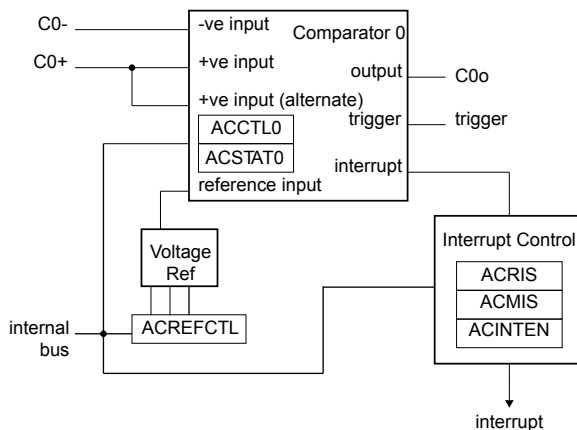 C0-
-ve input
Comparator 0
C0+
+ve input
output
C0o
+ve input (alternate)
ACCTL0
trigger
trigger
ACSTAT0
interrupt
reference input
Voltage
Ref
Interrupt Control
ACRIS
ACMIS
ACINTEN
internal
bus
ACREFCTL
interrupt